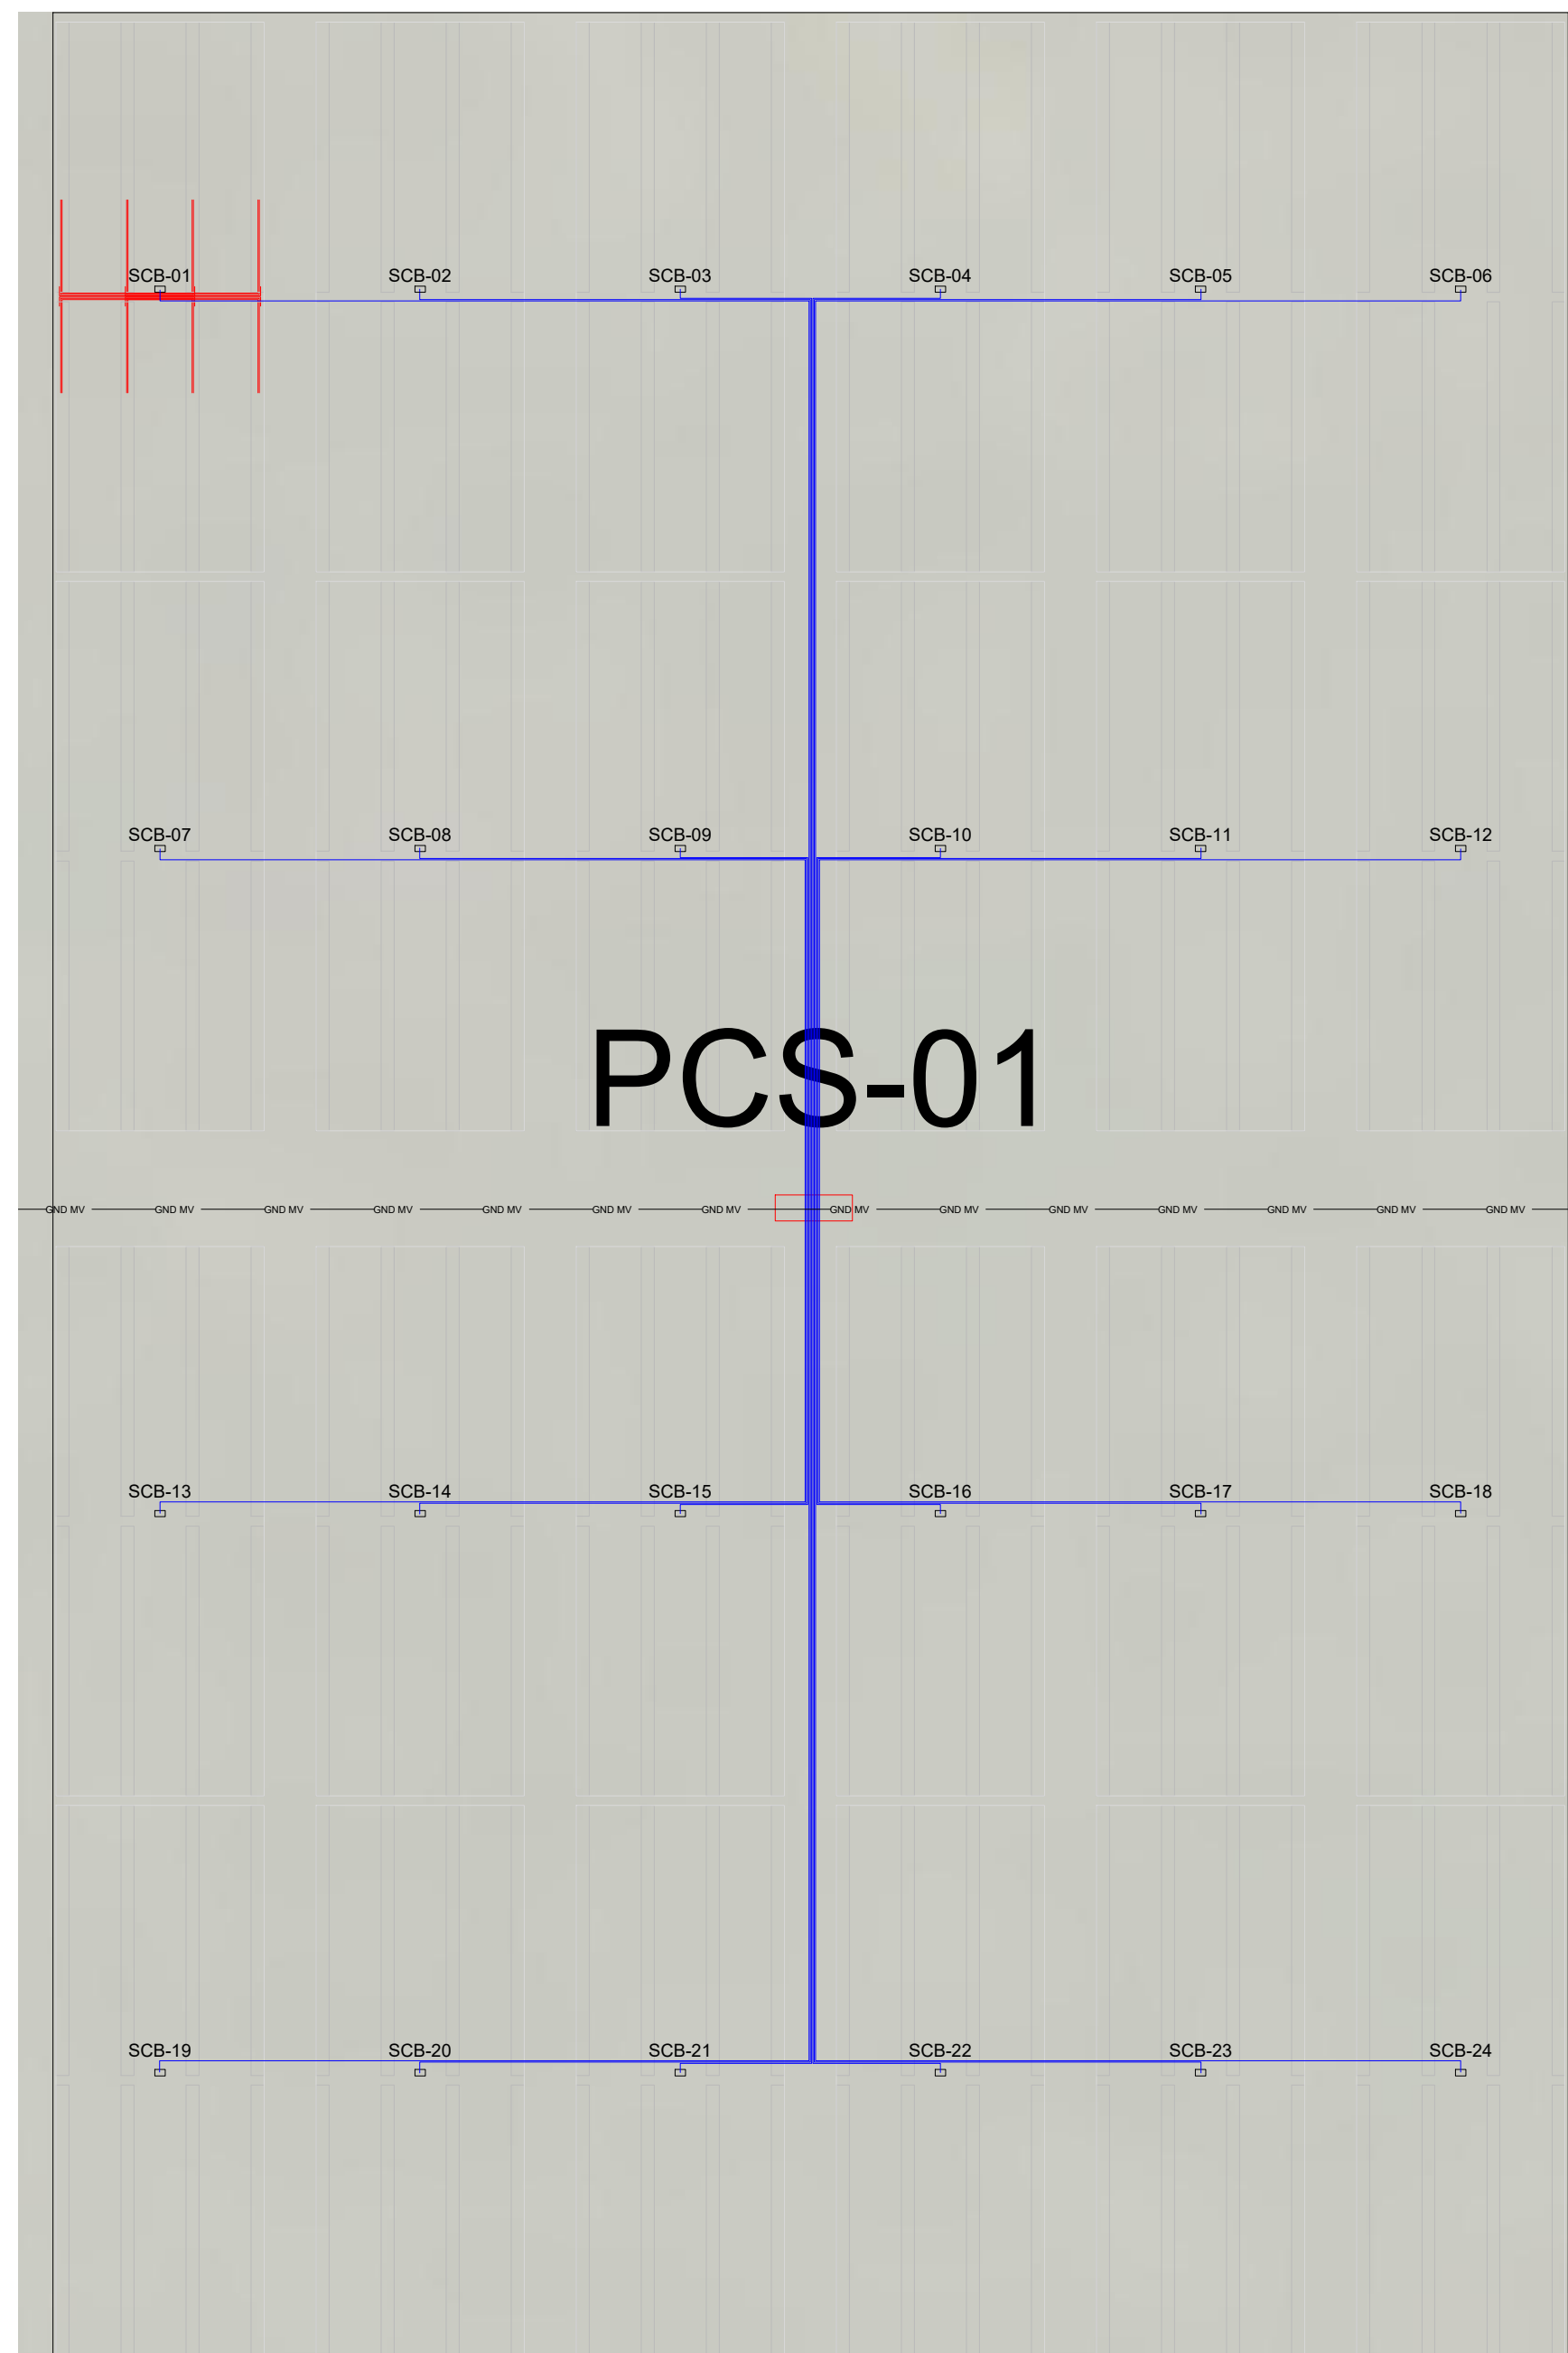 SCB-01 SCB-02 SCB-03 SCB-04 SCB-05 SCB-06
SCB-07 SCB-08 SCB-09 SCB-10 SCB-11 SCB-12
PCS-01
GND MV GND MV GND MV GND MV GND MV GND MV GND MV GND MV GND MV GND MV GND MV GND MV GND MV GND MV
SCB-13 SCB-14 SCB-15 SCB-16 SCB-17 SCB-18
SCB-19 SCB-20 SCB-21 SCB-22 SCB-23 SCB-24